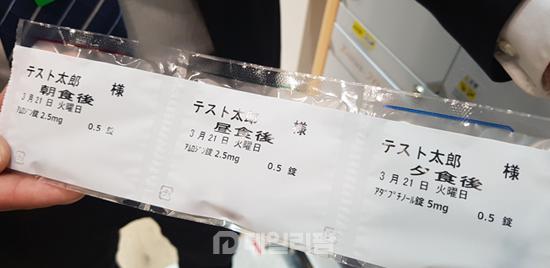 テスト太郎 様
朝食後
3月21日 火曜日
ｱﾑﾛｼﾞﾝ錠 2.5mg 0.5 錠
テスト太郎 様
昼食後
3月21日 火曜日
ｱﾑﾛｼﾞﾝ錠 2.5mg 0.5 錠
テスト太郎 様
夕食後
3月21日 火曜日
ｱﾀﾞﾌﾟﾁﾉｰﾙ錠 5mg 0.5 錠
데일리팜